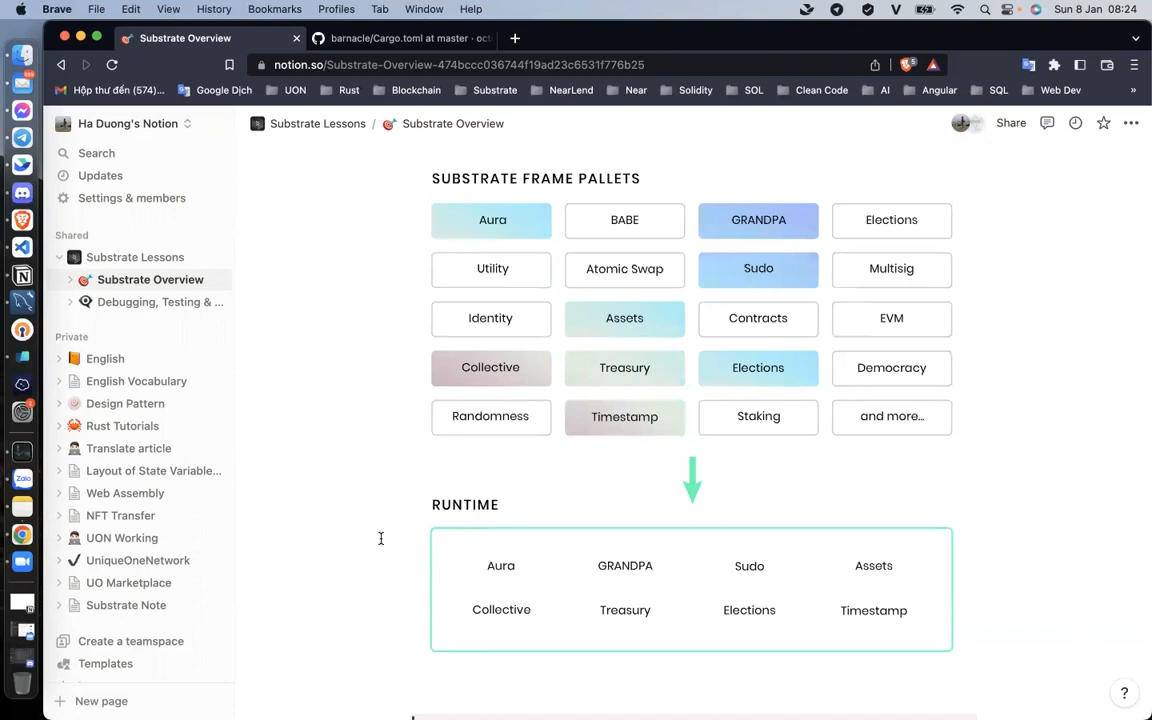 Brave File Edit View History Bookmarks Profiles Tab Window Help Sun 8 Jan 08:24
Substrate Overview barnacle/Cargo.toml at master · oct
notion.so/Substrate-Overview-474bccc036744f19ad23c6531f776b25
Hộp thư đến (574)... Google Dịch UON Rust Blockchain Substrate NearLend Near Solidity SOL Clean Code AI Angular SQL Web Dev »
Ha Duong's Notion
Substrate Lessons / Substrate Overview
Share
Search
Updates
Settings & members
Shared
Substrate Lessons
Substrate Overview
Debugging, Testing & ...
Private
English
English Vocabulary
Design Pattern
Rust Tutorials
Translate article
Layout of State Variable...
Web Assembly
NFT Transfer
UON Working
UniqueOneNetwork
UO Marketplace
Substrate Note
Create a teamspace
Templates
New page
SUBSTRATE FRAME PALLETS
Aura BABE GRANDPA Elections
Utility Atomic Swap Sudo Multisig
Identity Assets Contracts EVM
Collective Treasury Elections Democracy
Randomness Timestamp Staking and more...
RUNTIME
Aura GRANDPA Sudo Assets
Collective Treasury Elections Timestamp
?